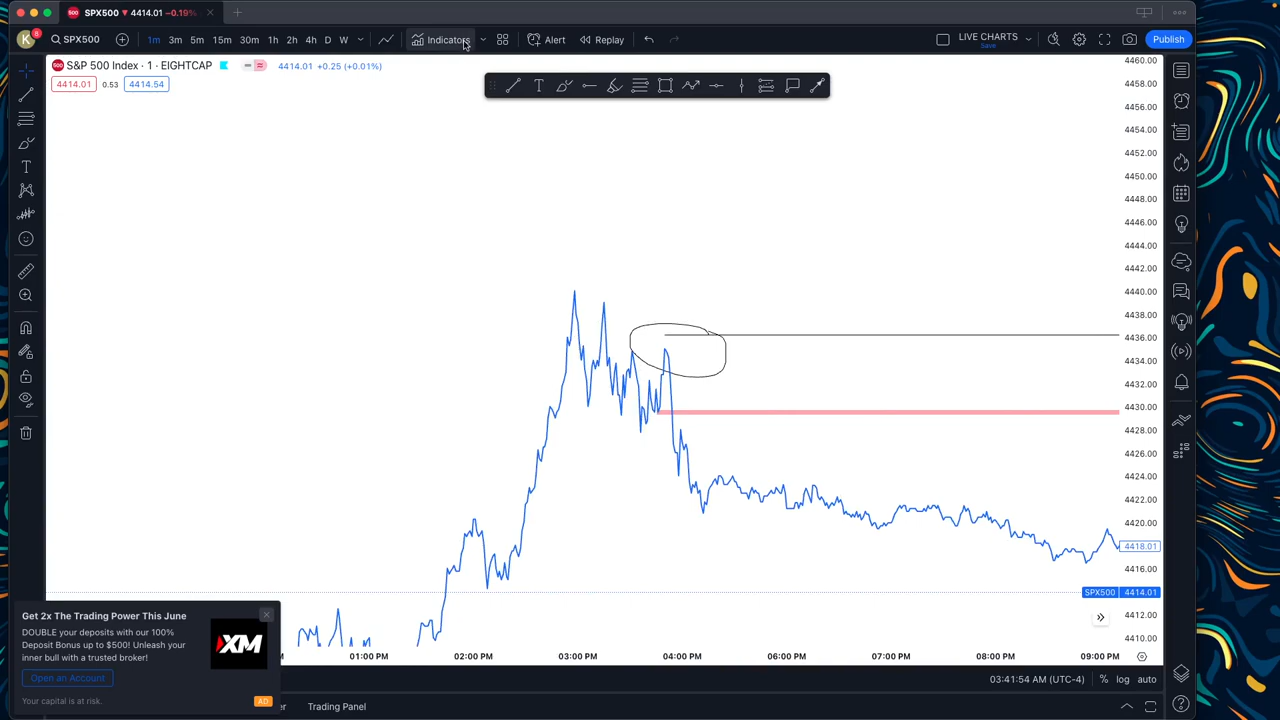 SPX500 ▼ 4414.01 −0.19%
K 6 SPX500 1m 3m 5m 15m 30m 1h 2h 4h D W Indicators Alert Replay LIVE CHARTS Save Publish
500 S&P 500 Index · 1 · EIGHTCAP 4414.01 +0.25 (+0.01%)
4414.01 0.53 4414.54
4460.00
4458.00
4456.00
4454.00
4452.00
4450.00
4448.00
4446.00
4444.00
4442.00
4440.00
4438.00
4436.00
4434.00
4432.00
4430.00
4428.00
4426.00
4424.00
4422.00
4420.00
4418.01
4416.00
SPX500 4414.01
4412.00
4410.00
Get 2x The Trading Power This June
DOUBLE your deposits with our 100%
Deposit Bonus up to $500! Unleash your
inner bull with a trusted broker!
XM
Open an Account
Your capital is at risk. AD
01:00 PM 02:00 PM 03:00 PM 04:00 PM 06:00 PM 07:00 PM 08:00 PM 09:00 PM
03:41:54 AM (UTC-4) % log auto
Trading Panel